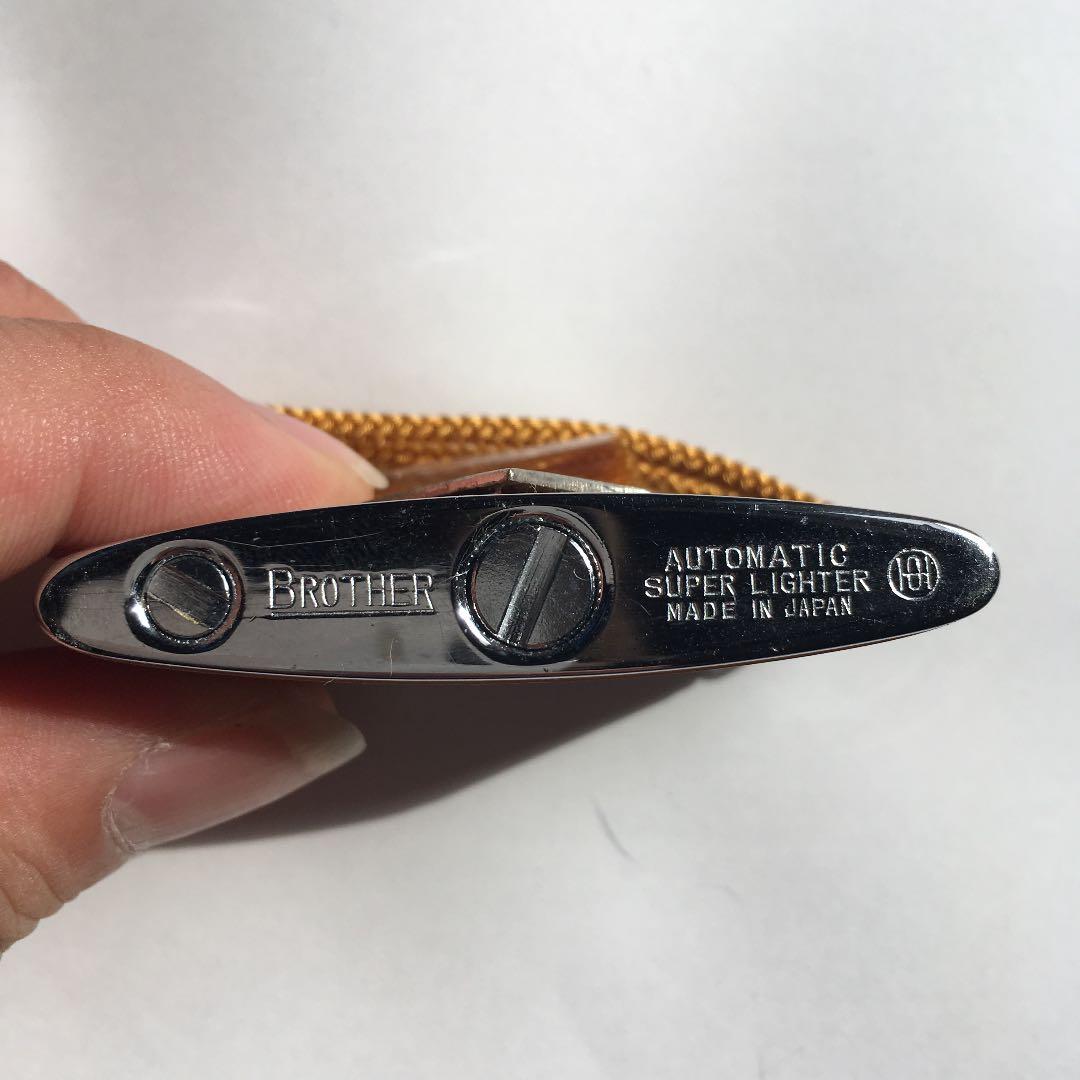 BROTHER
AUTOMATIC
SUPER LIGHTER
MADE IN JAPAN